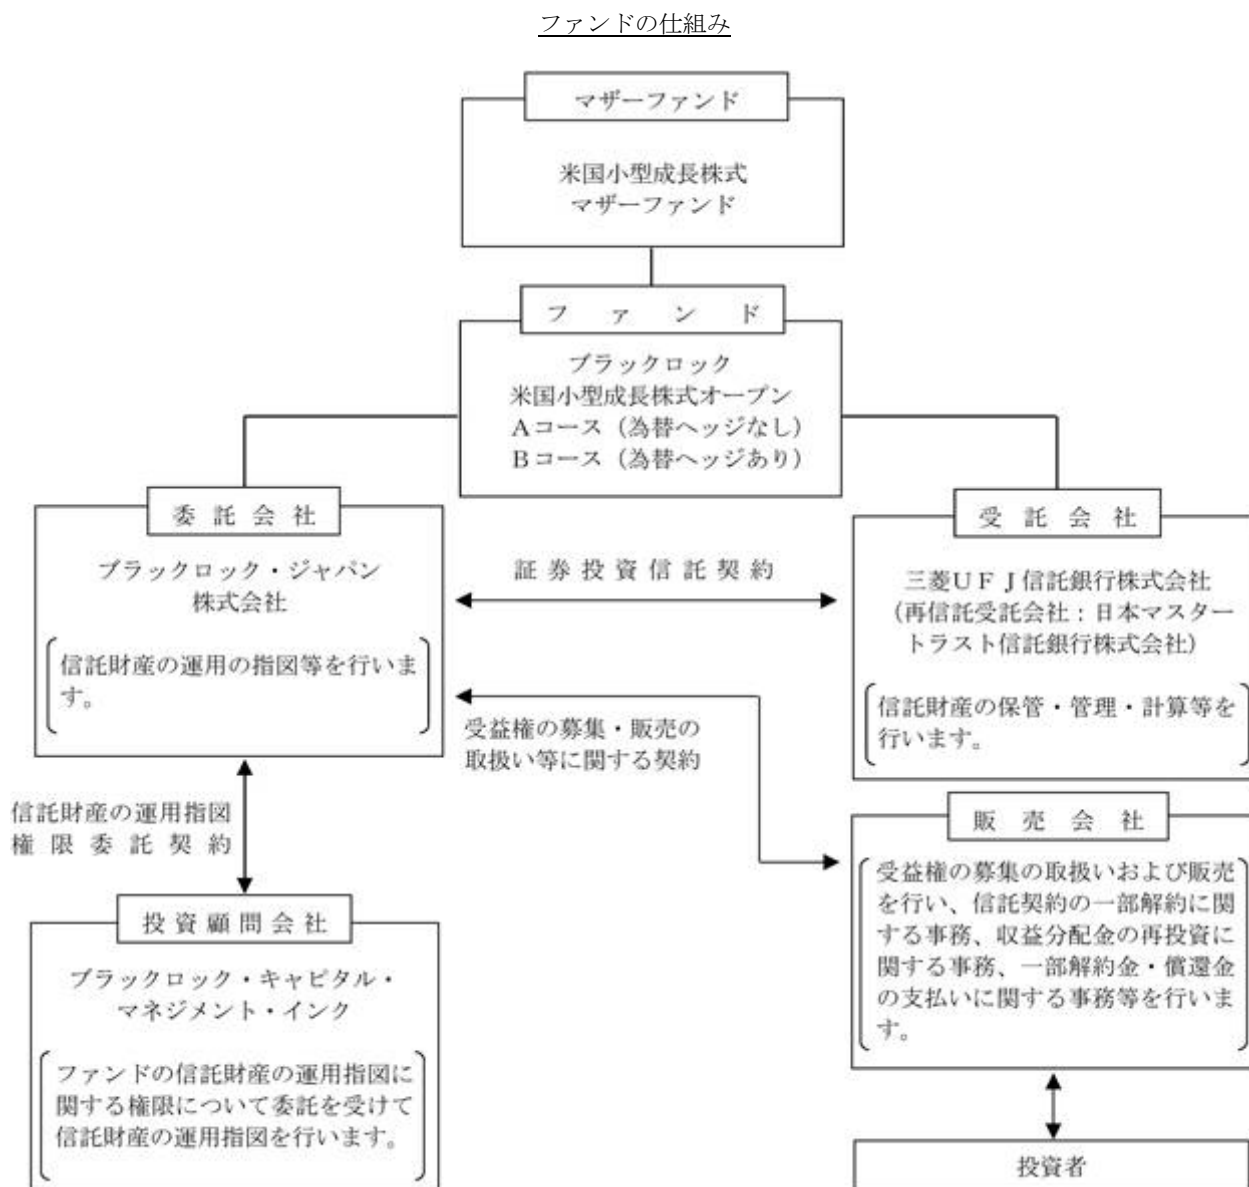 ファンドの仕組み
マザーファンド
米国小型成長株式
マザーファンド
ファンド
ブラックロック
米国小型成長株式オープン
Aコース（為替ヘッジなし）
Bコース（為替ヘッジあり）
委託会社
ブラックロック・ジャパン
株式会社
信託財産の運用の指図等を行いま
す。
証券投資信託契約
受託会社
三菱UFJ信託銀行株式会社
（再信託受託会社：日本マスター
トラスト信託銀行株式会社）
信託財産の保管・管理・計算等を
行います。
受益権の募集・販売の
取扱い等に関する契約
信託財産の運用指図
権限委託契約
投資顧問会社
ブラックロック・キャピタル・
マネジメント・インク
ファンドの信託財産の運用指図に
関する権限について委託を受けて
信託財産の運用指図を行います。
販売会社
受益権の募集の取扱いおよび販売
を行い、信託契約の一部解約に関
する事務、収益分配金の再投資に
関する事務、一部解約金・償還金
の支払いに関する事務等を行いま
す。
投資者